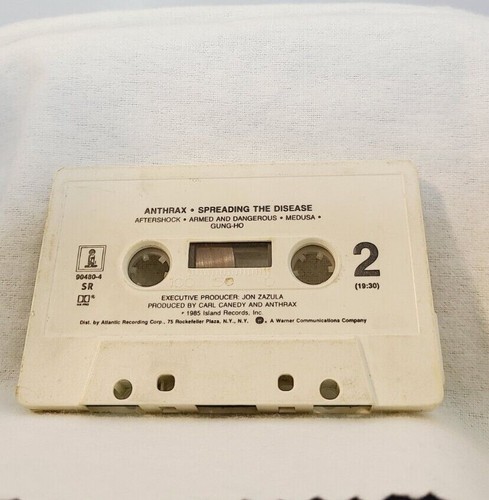 ANTHRAX • SPREADING THE DISEASE
AFTERSHOCK • ARMED AND DANGEROUS • MEDUSA •
GUNG-HO
90480-4
SR
2
(19:30)
EXECUTIVE PRODUCER: JON ZAZULA
PRODUCED BY CARL CANEDY AND ANTHRAX
• 1985 Island Records, Inc.
Dist. by Atlantic Recording Corp., 75 Rockefeller Plaza, N.Y., N.Y. A Warner Communications Company